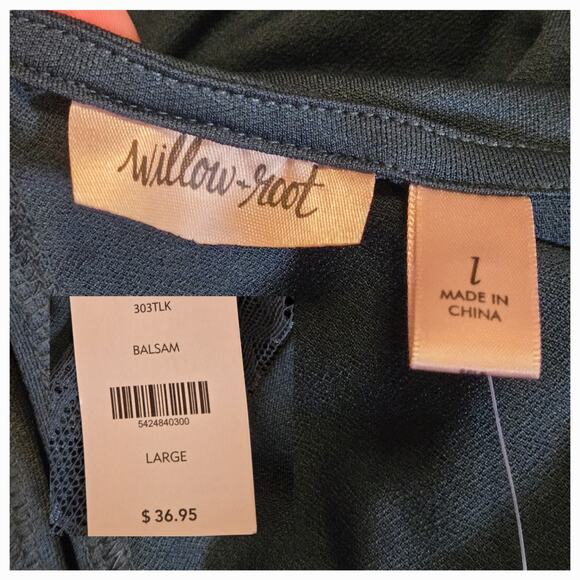 willow + root
l
MADE IN
CHINA
303TLK
BALSAM
5424840300
LARGE
$ 36.95